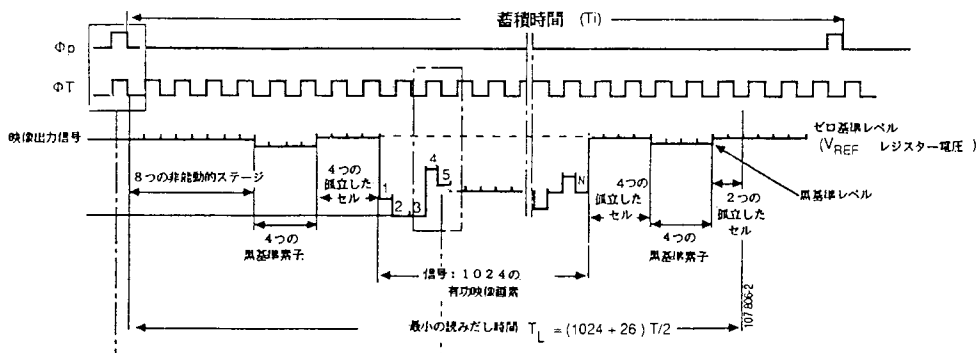 蓄積時間 (Ti)
Φp
ΦT
映像出力信号
ゼロ基準レベル
(VREF レジスター電圧)
8つの非能動的ステージ
4つの
孤立した
セル
1
2
3
4
5
N
4つの
孤立した
セル
2つの
孤立した
セル
黒基準レベル
4つの
黒基準素子
4つの
黒基準素子
信号:1024の
有効映像画素
最小の読みだし時間 TL = (1024 + 26) T/2
107 806-2